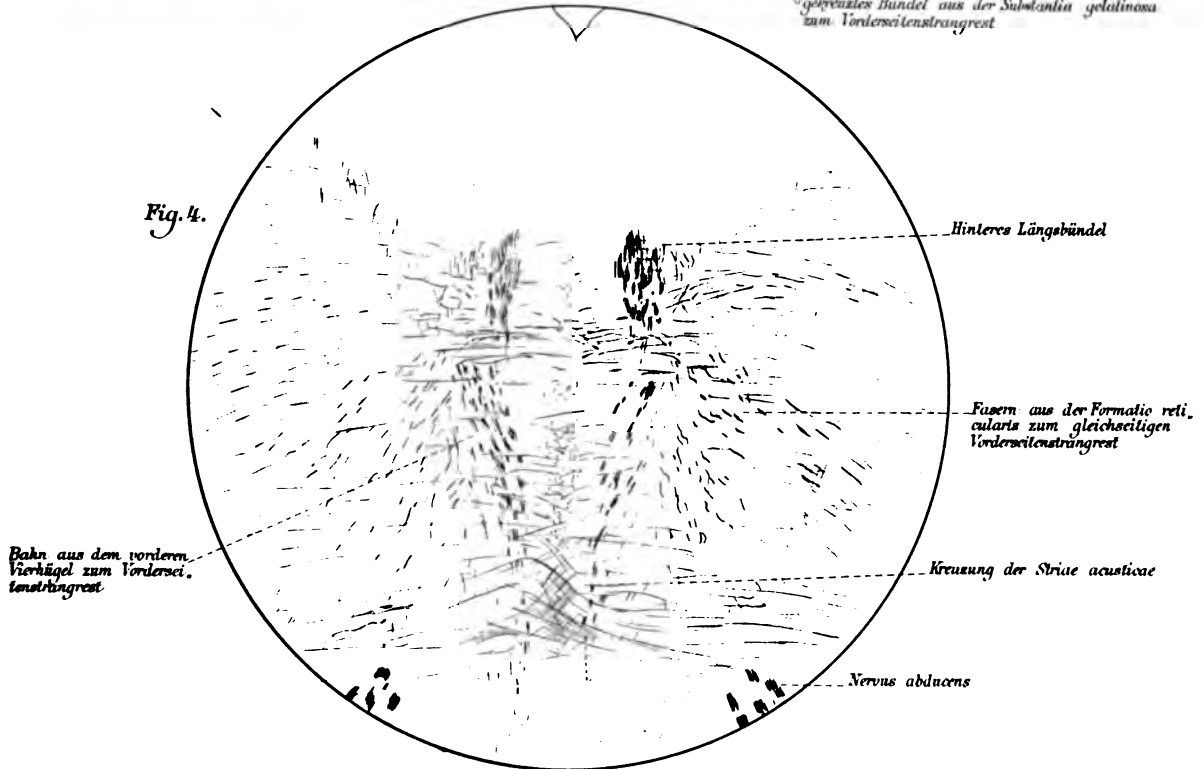 gekreuztes Bündel aus der Substantia gelatinosa
zum Vorderseitenstrangrest
Fig. 4.
Hinteres Längsbündel
Fasern aus der Formatio reti-
cularis zum gleichseitigen
Vorderseitenstrangrest
Bahn aus dem vorderen
Vierhügel zum Vordersei-
tenstrangrest
Kreuzung der Striae acusticae
Nervus abducens